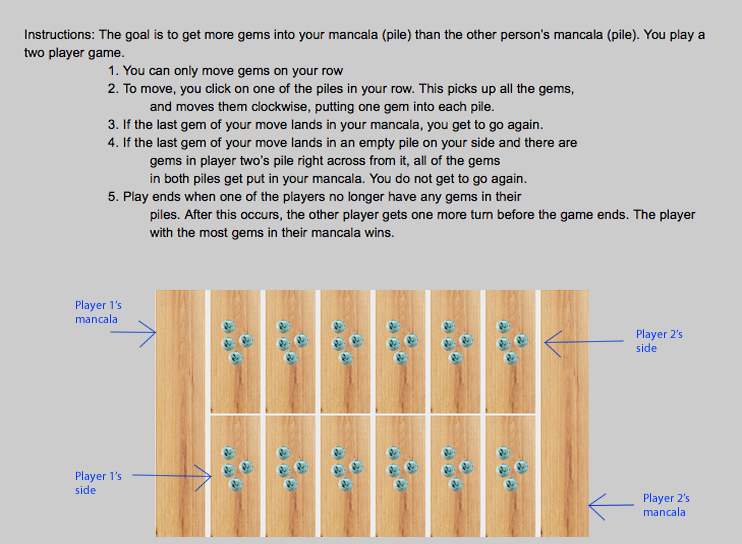 Instructions: The goal is to get more gems into your mancala (pile) than the other person's mancala (pile). You play a
two player game.
1. You can only move gems on your row
2. To move, you click on one of the piles in your row. This picks up all the gems,
and moves them clockwise, putting one gem into each pile.
3. If the last gem of your move lands in your mancala, you get to go again.
4. If the last gem of your move lands in an empty pile on your side and there are
gems in player two's pile right across from it, all of the gems
in both piles get put in your mancala. You do not get to go again.
5. Play ends when one of the players no longer have any gems in their
piles. After this occurs, the other player gets one more turn before the game ends. The player
with the most gems in their mancala wins.
Player 1's
mancala
Player 2's
side
Player 1's
side
Player 2's
mancala